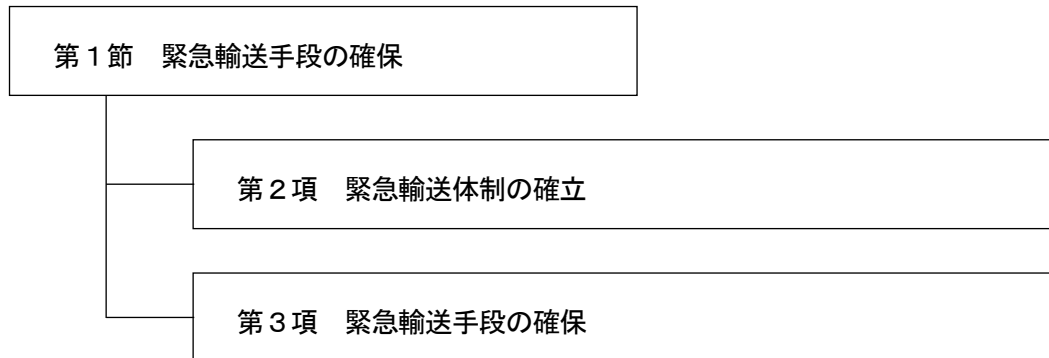 第１節　緊急輸送手段の確保
第２項　緊急輸送体制の確立
第３項　緊急輸送手段の確保